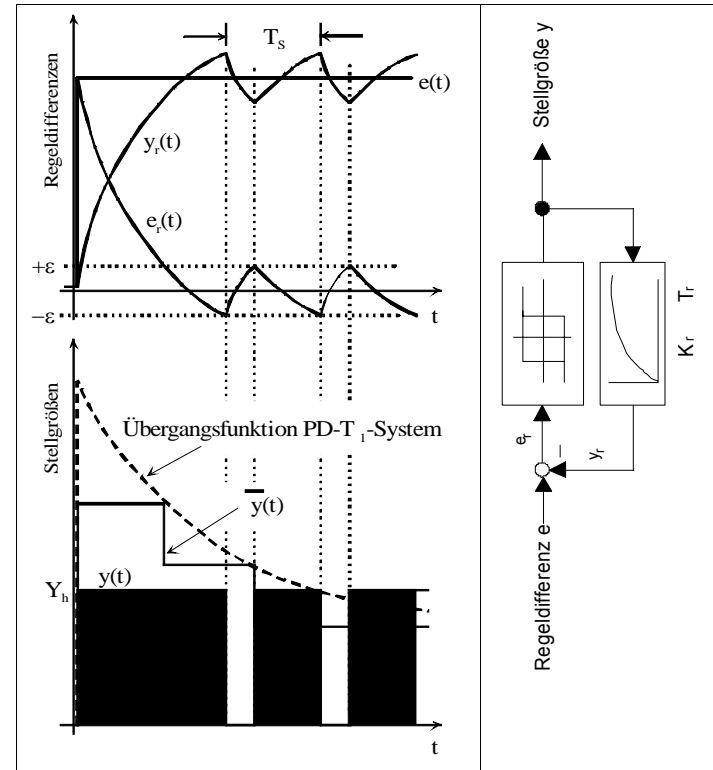 Regeldifferenzen
T_S
e(t)
y_r(t)
e_r(t)
+ε
−ε
t
Stellgrößen
Übergangsfunktion PD-T_1-System
y̅(t)
y(t)
Y_h
t
Stellgröße y
T_r
K_r
e_r
−
y_r
Regeldifferenz e